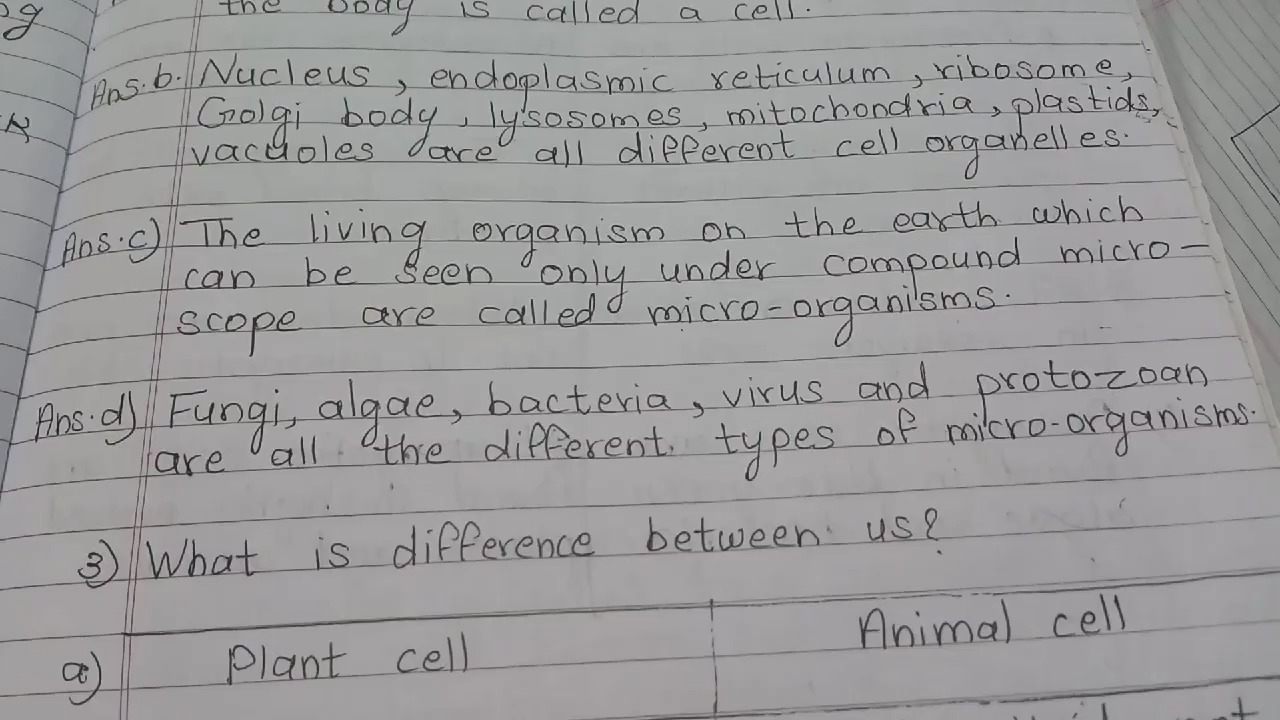 the body is called a cell.
Ans.b. Nucleus, endoplasmic reticulum, ribosome,
Golgi body, lysosomes, mitochondria, plastids,
vacuoles are all different cell organelles.
Ans.c) The living organism on the earth which
can be seen only under compound micro-
scope are called micro-organisms.
Ans.d) Fungi, algae, bacteria, virus and protozoan
are all the different types of micro-organisms.
3) What is difference between us?
a) Plant cell Animal cell